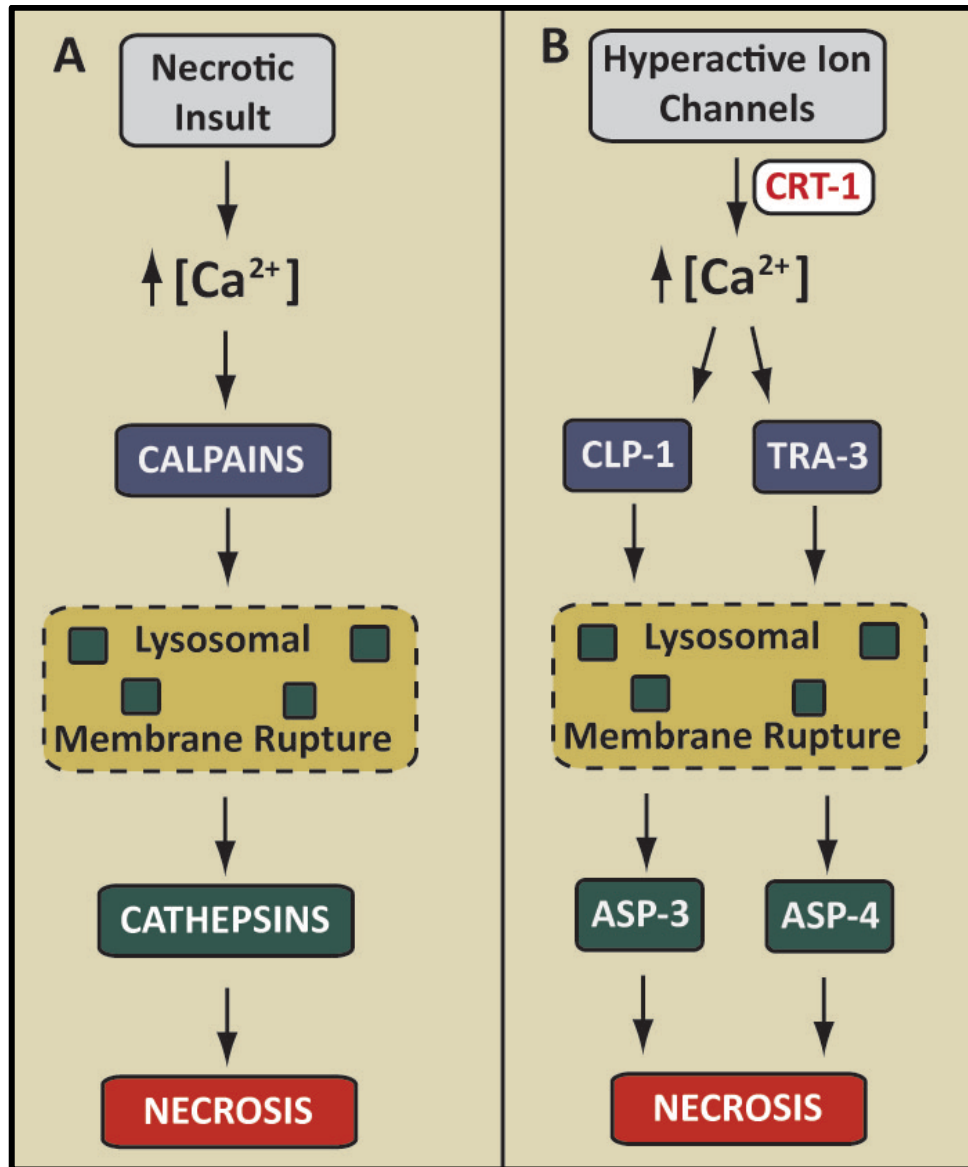 A
Necrotic
Insult
[Ca²⁺]
CALPAINS
Lysosomal
Membrane Rupture
CATHEPSINS
NECROSIS
B
Hyperactive Ion
Channels
CRT-1
[Ca²⁺]
CLP-1
TRA-3
Lysosomal
Membrane Rupture
ASP-3
ASP-4
NECROSIS